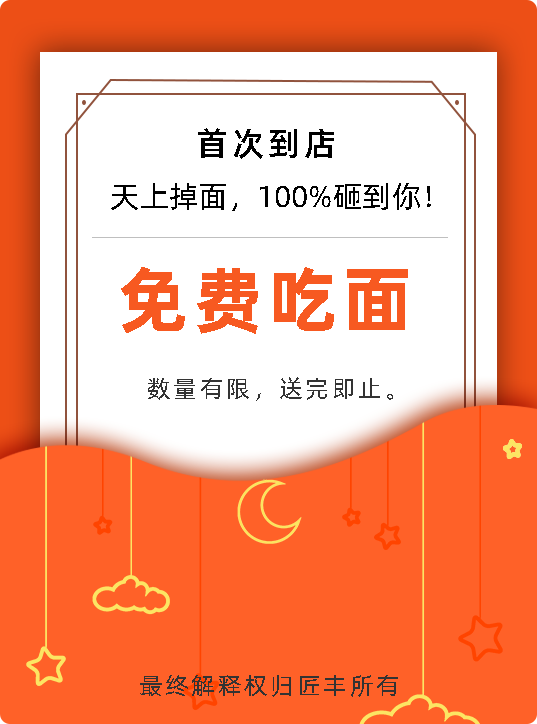 首次到店
天上掉面，100%砸到你！
免费吃面
数量有限，送完即止。
最终解释权归匠丰所有